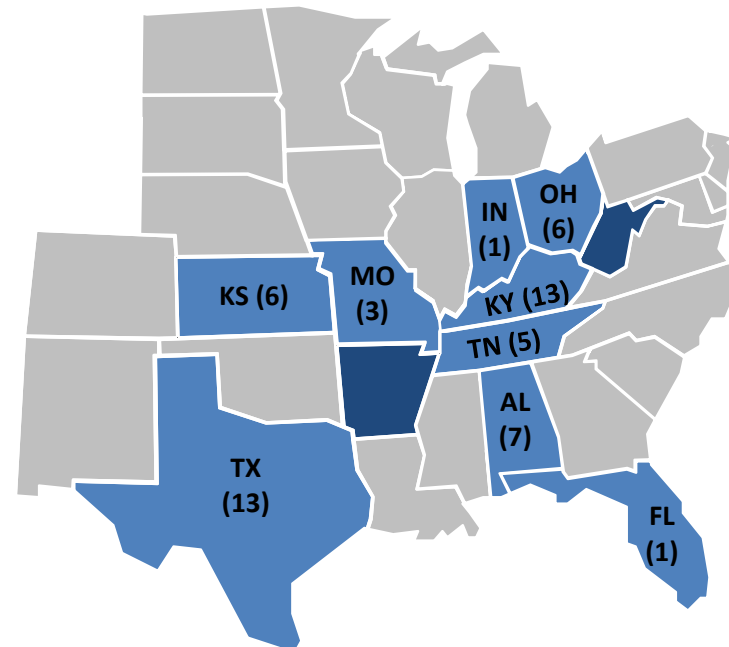 OH
(6)
IN
(1)
MO
(3)
KS (6)
KY (13)
TN (5)
AL
(7)
TX
(13)
FL
(1)